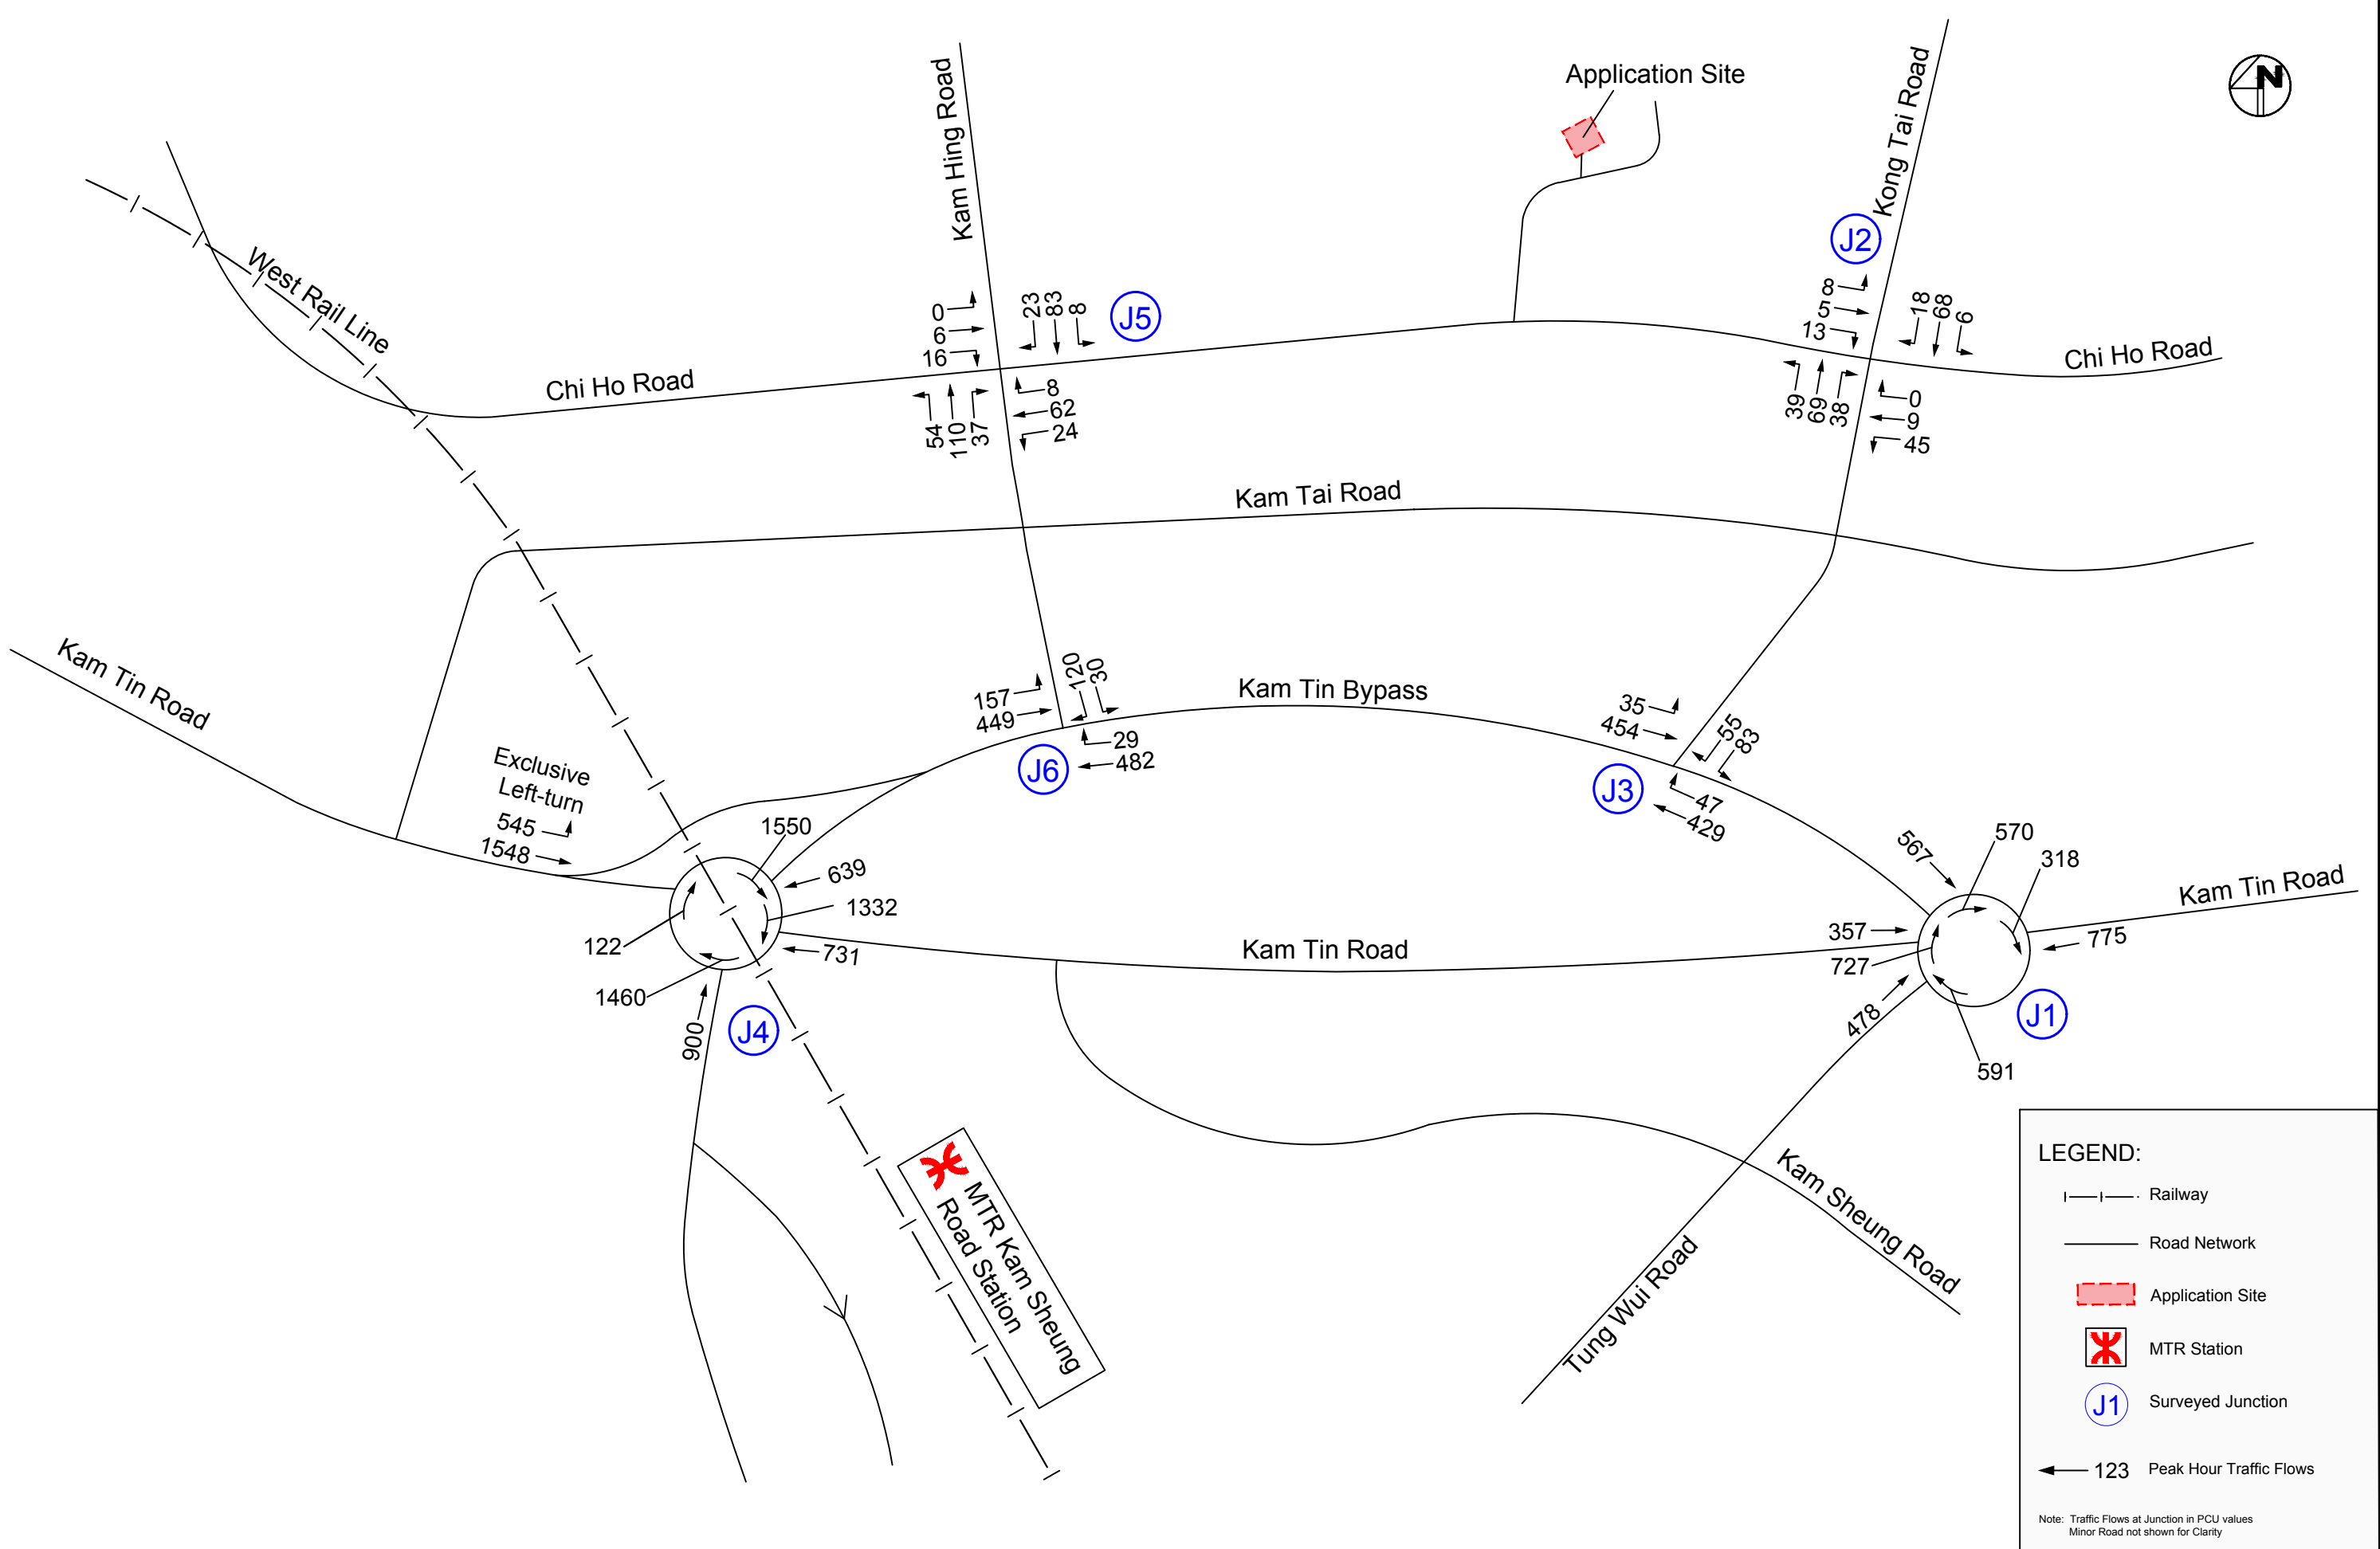 Application Site
N
Kam Hing Road
Kong Tai Road
J2
West Rail Line
0
6
16
23
83
8
J5
8
5
13
18
68
6
Chi Ho Road
Chi Ho Road
54
110
37
8
62
24
39
69
38
0
9
45
Kam Tai Road
Kam Tin Road
157
449
120
30
Kam Tin Bypass
29
482
J6
35
454
55
83
J3
47
429
Exclusive
Left-turn
545
1548
1550
639
1332
122
731
1460
900
J4
Kam Tin Road
567
570
318
Kam Tin Road
357
775
727
478
J1
591
MTR Kam Sheung
Road Station
Kam Sheung Road
Tung Wui Road
LEGEND:
Railway
Road Network
Application Site
MTR Station
J1 Surveyed Junction
123 Peak Hour Traffic Flows
Note: Traffic Flows at Junction in PCU values
Minor Road not shown for Clarity